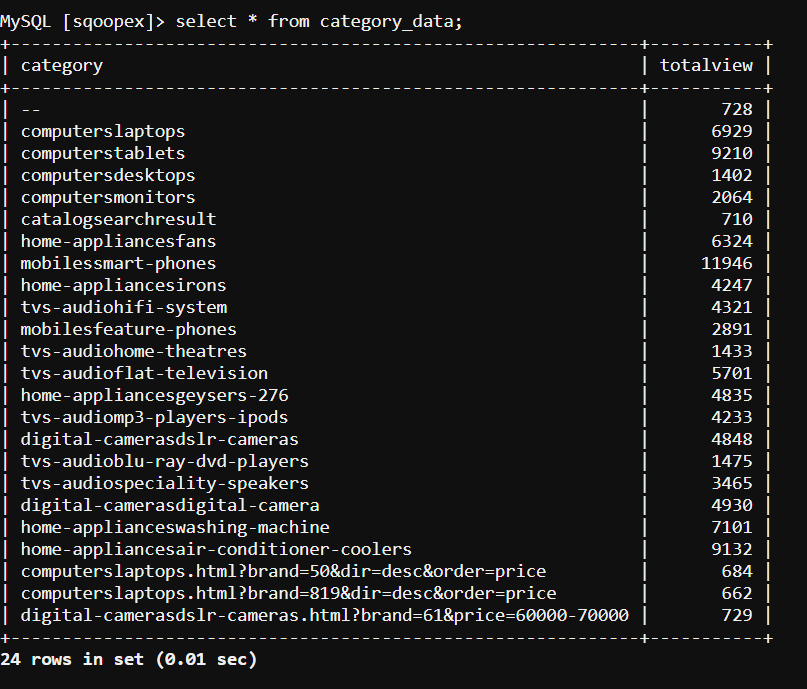 MySQL [sqoopex]> select * from category_data;
+------------------------------------------------------------+-----------+
| category                                                   | totalview |
+------------------------------------------------------------+-----------+
| --                                                         |       728 |
| computerslaptops                                           |      6929 |
| computerstablets                                           |      9210 |
| computersdesktops                                          |      1402 |
| computersmonitors                                          |      2064 |
| catalogsearchresult                                        |       710 |
| home-appliancesfans                                        |      6324 |
| mobilessmart-phones                                        |     11946 |
| home-appliancesirons                                       |      4247 |
| tvs-audiohifi-system                                       |      4321 |
| mobilesfeature-phones                                      |      2891 |
| tvs-audiohome-theatres                                     |      1433 |
| tvs-audioflat-television                                   |      5701 |
| home-appliancesgeysers-276                                 |      4835 |
| tvs-audiomp3-players-ipods                                 |      4233 |
| digital-camerasdslr-cameras                                |      4848 |
| tvs-audioblu-ray-dvd-players                               |      1475 |
| tvs-audiospeciality-speakers                               |      3465 |
| digital-camerasdigital-camera                              |      4930 |
| home-applianceswashing-machine                             |      7101 |
| home-appliancesair-conditioner-coolers                     |      9132 |
| computerslaptops.html?brand=50&dir=desc&order=price        |       684 |
| computerslaptops.html?brand=819&dir=desc&order=price       |       662 |
| digital-camerasdslr-cameras.html?brand=61&price=60000-70000 |       729 |
+------------------------------------------------------------+-----------+
24 rows in set (0.01 sec)